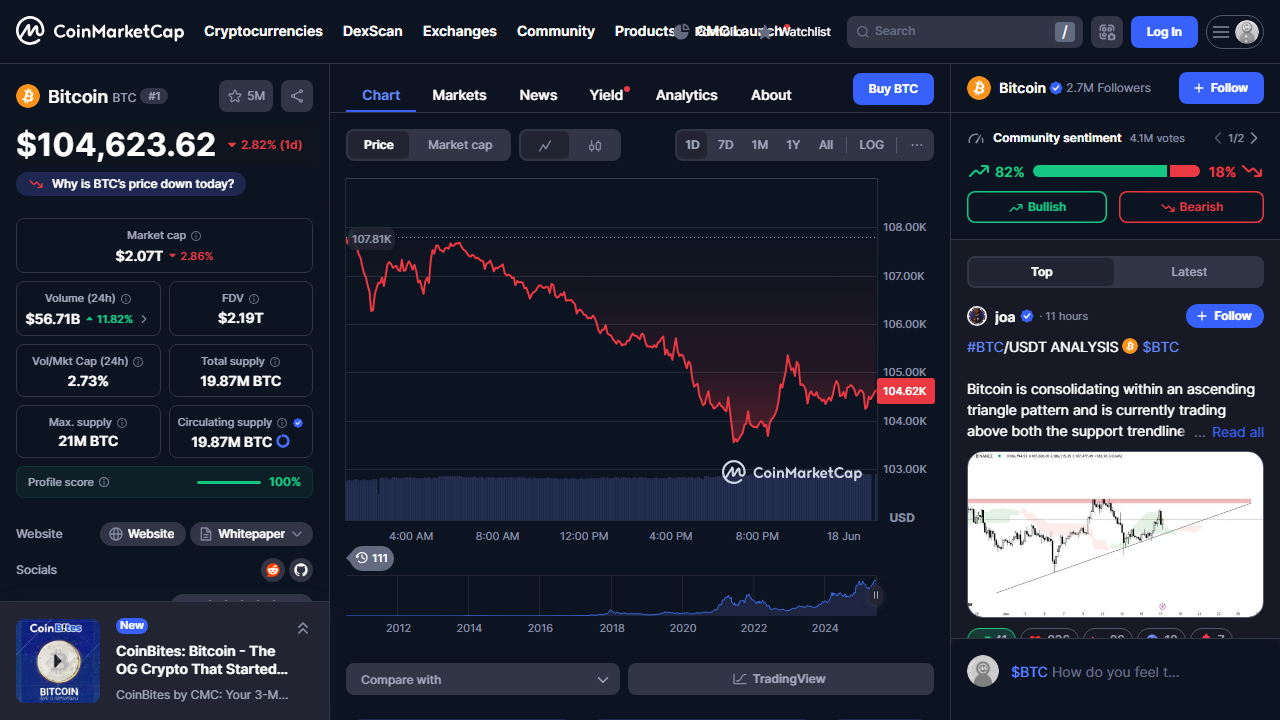 CoinMarketCap
Cryptocurrencies
DexScan
Exchanges
Community
Products
CMC Launch
Watchlist
Search
/
Log In
Bitcoin BTC #1
5M
$104,623.62
2.82% (1d)
Why is BTC's price down today?
Market cap
$2.07T 2.86%
Volume (24h)
$56.71B 11.82%
FDV
$2.19T
Vol/Mkt Cap (24h)
2.73%
Total supply
19.87M BTC
Max. supply
21M BTC
Circulating supply
19.87M BTC
Profile score
100%
Website
Website
Whitepaper
Socials
CoinBites
BITCOIN
New
CoinBites: Bitcoin - The
OG Crypto That Started...
CoinBites by CMC: Your 3-M...
Chart
Markets
News
Yield
Analytics
About
Buy BTC
Price
Market cap
1D
7D
1M
1Y
All
LOG
107.81K
108.00K
107.00K
106.00K
105.00K
104.62K
104.00K
103.00K
USD
CoinMarketCap
4:00 AM
8:00 AM
12:00 PM
4:00 PM
8:00 PM
18 Jun
111
2012
2014
2016
2018
2020
2022
2024
Compare with
TradingView
Bitcoin
2.7M Followers
+ Follow
Community sentiment 4.1M votes
1/2
82%
18%
Bullish
Bearish
Top
Latest
joa · 11 hours
+ Follow
#BTC/USDT ANALYSIS $BTC
Bitcoin is consolidating within an ascending
triangle pattern and is currently trading
above both the support trendline ... Read all
$BTC How do you feel t...